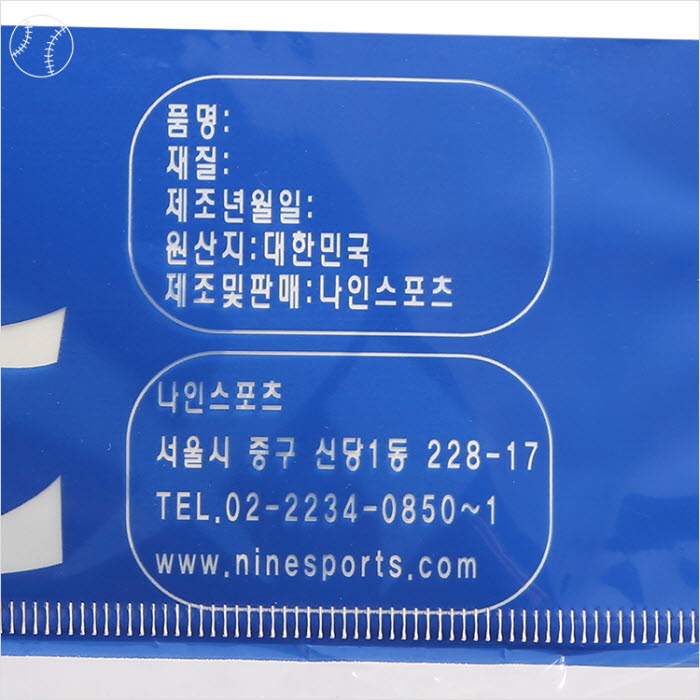 품명:
재질:
제조년월일:
원산지:대한민국
제조및판매:나인스포츠
나인스포츠
서울시 중구 신당1동 228-17
TEL.02-2234-0850~1
www.ninesports.com